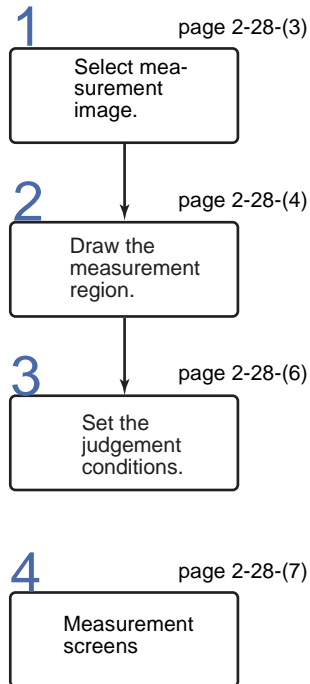 1
page 2-28-(3)
Select mea-
surement
image.
2
page 2-28-(4)
Draw the
measurement
region.
3
page 2-28-(6)
Set the
judgement
conditions.
4
page 2-28-(7)
Measurement
screens